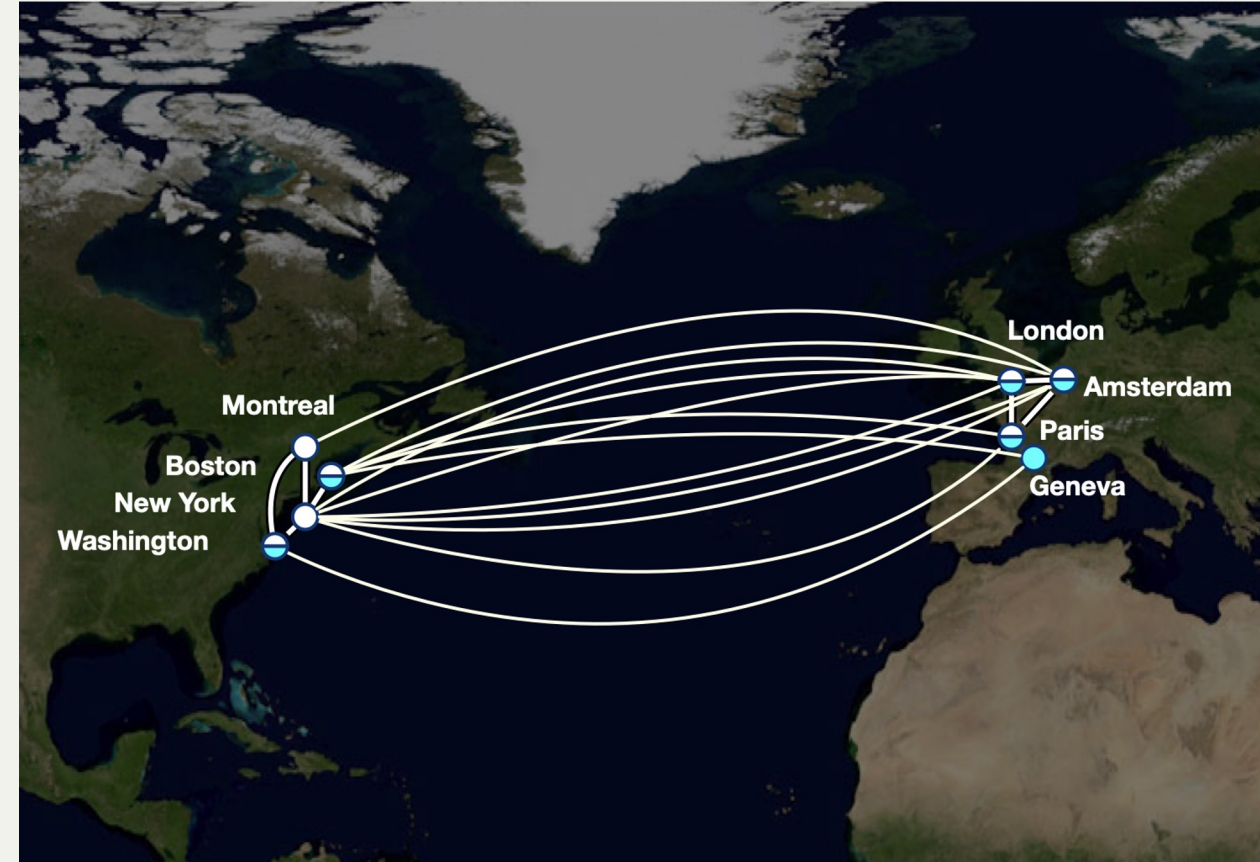 London
Amsterdam
Montreal
Paris
Boston
Geneva
New York
Washington